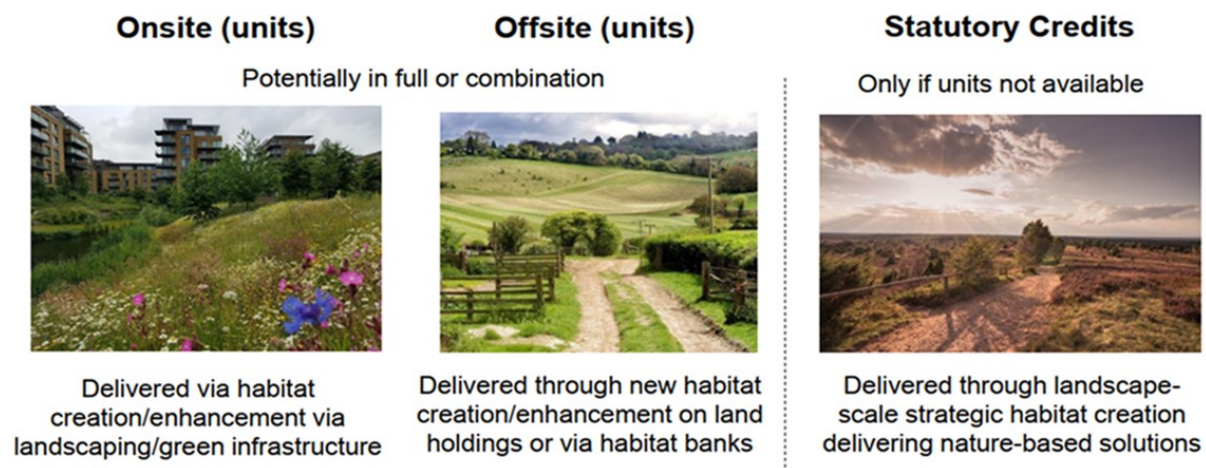 Onsite (units)
Offsite (units)
Statutory Credits
Potentially in full or combination
Only if units not available
Delivered via habitat
creation/enhancement via
landscaping/green infrastructure
Delivered through new habitat
creation/enhancement on land
holdings or via habitat banks
Delivered through landscape-
scale strategic habitat creation
delivering nature-based solutions